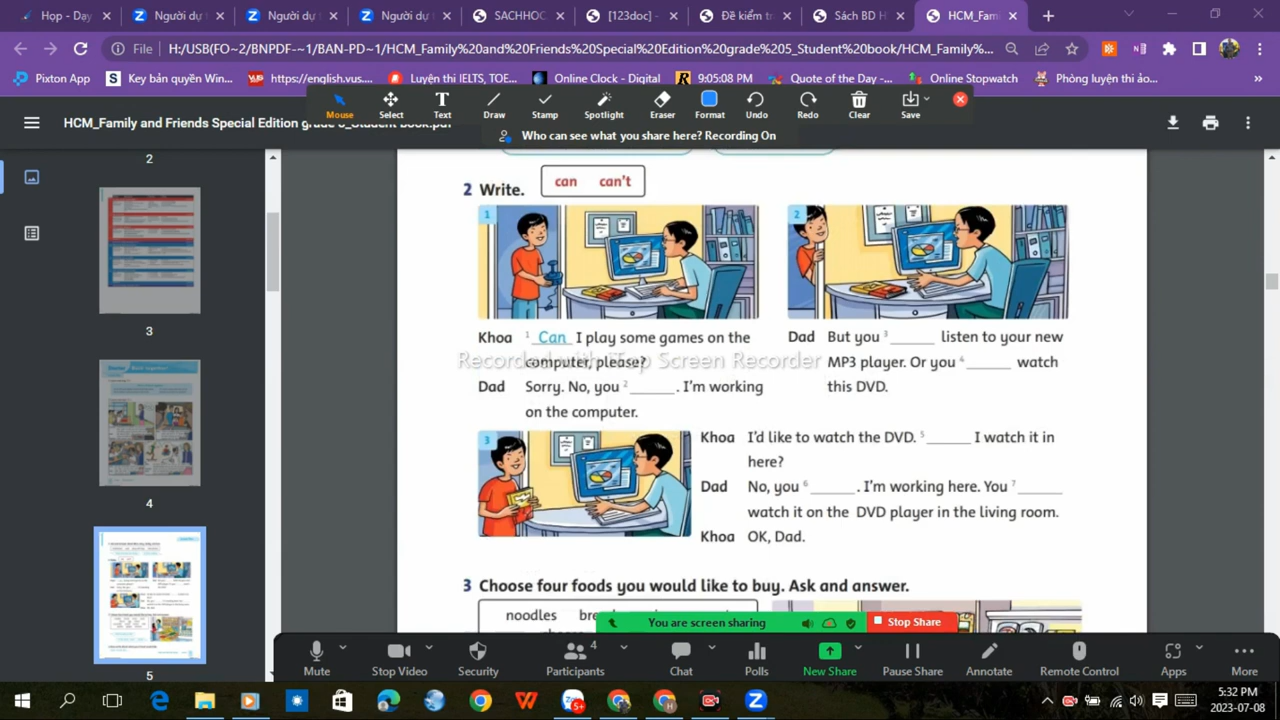 Họp - Dạy
Người dự t
Người dự t
Người dự t
SACHHOC
[123doc] -
Đề kiểm tr
Sách BD H
HCM_Fami
File
H:/USB(FO~2/BNPDF-~1/BAN-PD~1/HCM_Family%20and%20Friends%20Special%20Edition%20grade%205_Student%20book/HCM_Family%...
Pixton App
Key bản quyền Win...
https://english.vus....
Luyện thi IELTS, TOE...
Online Clock - Digital
9:05:08 PM
Quote of the Day -...
Online Stopwatch
Phòng luyện thi ảo...
»
Mouse
Select
Text
Draw
Stamp
Spotlight
Eraser
Format
Undo
Redo
Clear
Save
Who can see what you share here? Recording On
HCM_Family and Friends Special Edition grade 5_Student book.pdf
2
3
4
5
2 Write.
can can't
1
2
Khoa 1 Can I play some games on the
computer, please?
Dad Sorry. No, you 2 _____ . I'm working
on the computer.
Dad But you 3 _____ listen to your new
MP3 player. Or you 4 _____ watch
this DVD.
Recorded with iTop Screen Recorder
3
Khoa I'd like to watch the DVD. 5 _____ I watch it in
here?
Dad No, you 6 _____ . I'm working here. You 7 _____
watch it on the DVD player in the living room.
Khoa OK, Dad.
3 Choose four foods you would like to buy. Ask and answer.
noodles
You are screen sharing
Stop Share
Mute
Stop Video
Security
Participants
4
Chat
Polls
New Share
Pause Share
Annotate
Remote Control
Apps
More
5+
5:32 PM
2023-07-08